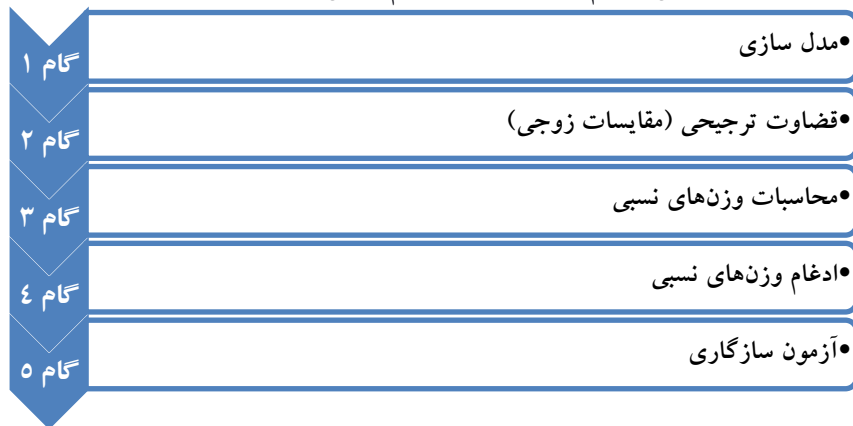 گام ۱
•مدل سازی
گام ۲
•قضاوت ترجیحی (مقایسات زوجی)
گام ۳
•محاسبات وزن‌های نسبی
گام ٤
•ادغام وزن‌های نسبی
گام ٥
•آزمون سازگاری